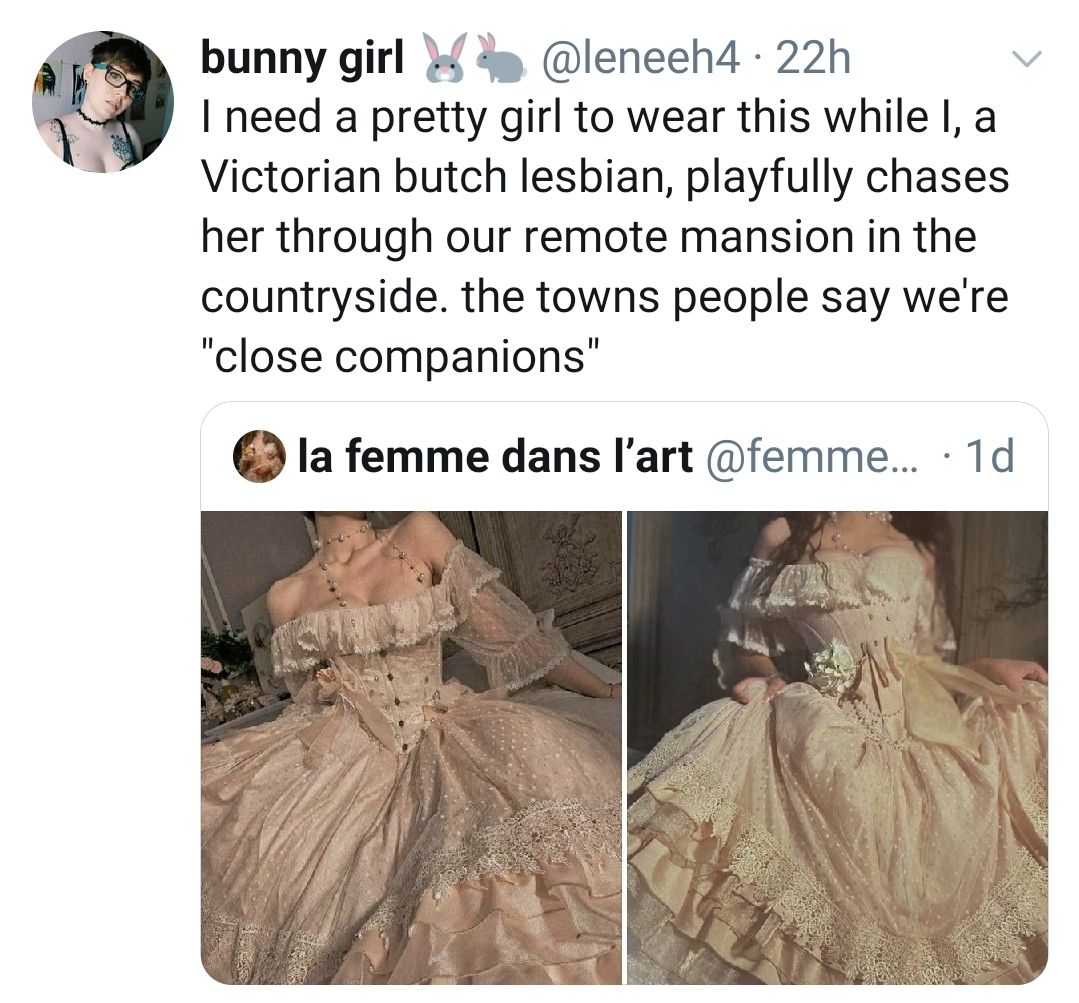 bunny girl 🐰🐇 @leneeh4 · 22h
I need a pretty girl to wear this while I, a
Victorian butch lesbian, playfully chases
her through our remote mansion in the
countryside. the towns people say we're
"close companions"
la femme dans l’art @femme... · 1d